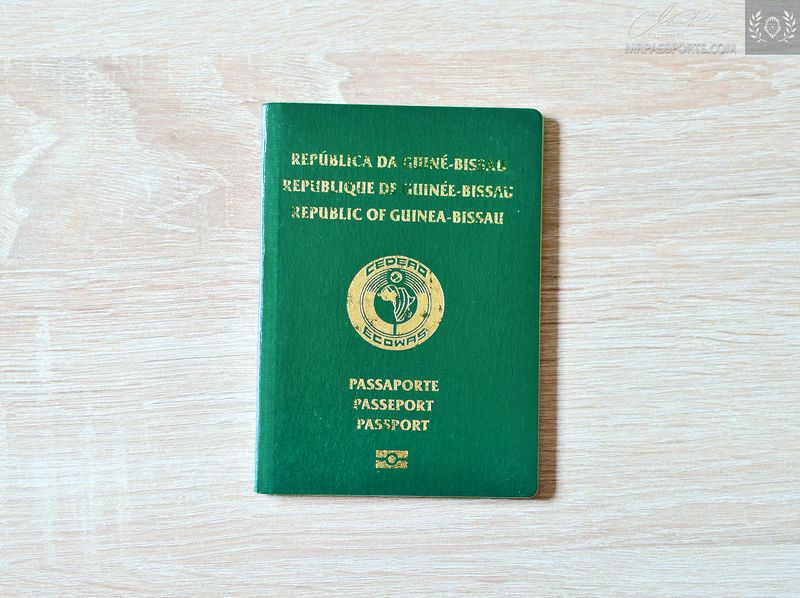 MRPASSPORTS.COM
REPÚBLICA DA GUINÉ-BISSAU
REPUBLIQUE DE GUINÉE-BISSAU
REPUBLIC OF GUINEA-BISSAU
CEDEAO
ECOWAS
PASSAPORTE
PASSEPORT
PASSPORT